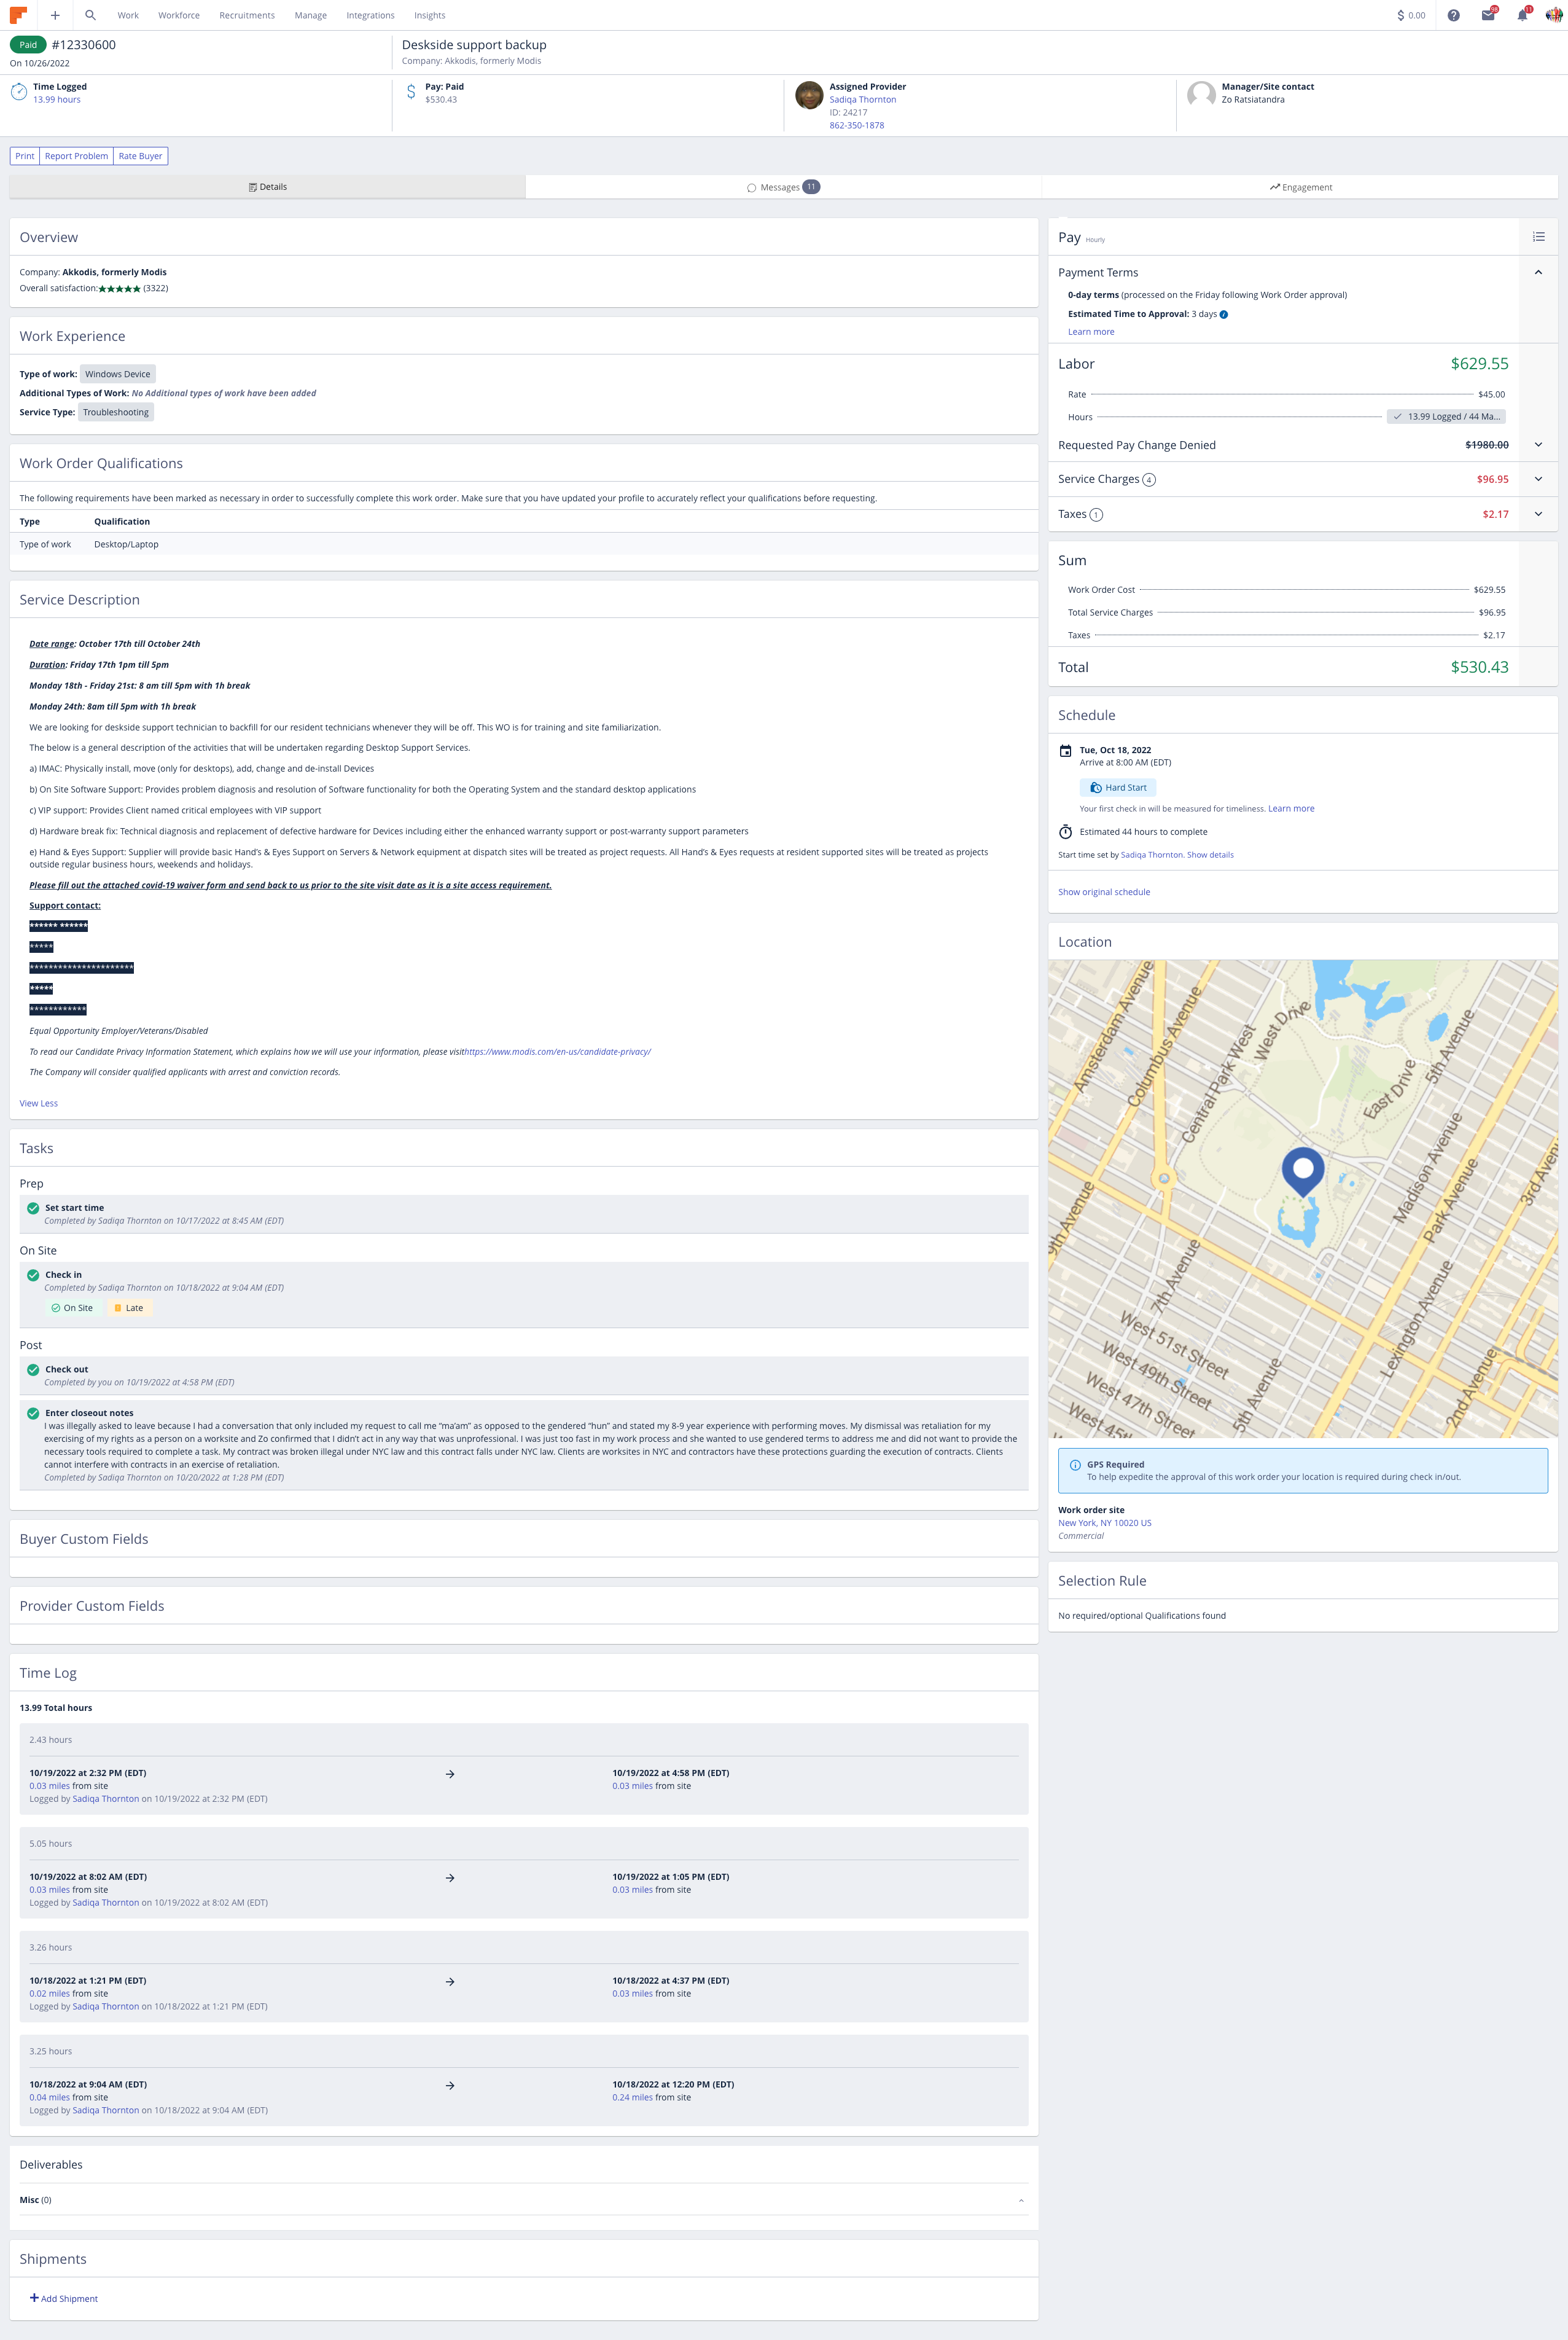 Work
Workforce
Recruitments
Manage
Integrations
Insights
$ 0.00
98
11
Paid
#12330600
On 10/26/2022
Deskside support backup
Company: Akkodis, formerly Modis
Time Logged
13.99 hours
Pay: Paid
$530.43
Assigned Provider
Sadiqa Thornton
ID: 24217
862-350-1878
Manager/Site contact
Zo Ratsiatandra
Print
Report Problem
Rate Buyer
Details
Messages 11
Engagement
Overview
Company: Akkodis, formerly Modis
Overall satisfaction:★★★★★ (3322)
Work Experience
Type of work: Windows Device
Additional Types of Work: No Additional types of work have been added
Service Type: Troubleshooting
Work Order Qualifications
The following requirements have been marked as necessary in order to successfully complete this work order. Make sure that you have updated your profile to accurately reflect your qualifications before requesting.
Type Qualification
Type of work Desktop/Laptop
Service Description
Date range: October 17th till October 24th
Duration: Friday 17th 1pm till 5pm
Monday 18th - Friday 21st: 8 am till 5pm with 1h break
Monday 24th: 8am till 5pm with 1h break
We are looking for deskside support technician to backfill for our resident technicians whenever they will be off. This WO is for training and site familiarization.
The below is a general description of the activities that will be undertaken regarding Desktop Support Services.
a) IMAC: Physically install, move (only for desktops), add, change and de-install Devices
b) On Site Software Support: Provides problem diagnosis and resolution of Software functionality for both the Operating System and the standard desktop applications
c) VIP support: Provides Client named critical employees with VIP support
d) Hardware break fix: Technical diagnosis and replacement of defective hardware for Devices including either the enhanced warranty support or post-warranty support parameters
e) Hand & Eyes Support: Supplier will provide basic Hand's & Eyes Support on Servers & Network equipment at dispatch sites will be treated as project requests. All Hand's & Eyes requests at resident supported sites will be treated as projects
outside regular business hours, weekends and holidays.
Please fill out the attached covid-19 waiver form and send back to us prior to the site visit date as it is a site access requirement.
Support contact:
****** ******
*****
**********************
*****
************
Equal Opportunity Employer/Veterans/Disabled
To read our Candidate Privacy Information Statement, which explains how we will use your information, please visithttps://www.modis.com/en-us/candidate-privacy/
The Company will consider qualified applicants with arrest and conviction records.
View Less
Tasks
Prep
Set start time
Completed by Sadiqa Thornton on 10/17/2022 at 8:45 AM (EDT)
On Site
Check in
Completed by Sadiqa Thornton on 10/18/2022 at 9:04 AM (EDT)
On Site
Late
Post
Check out
Completed by you on 10/19/2022 at 4:58 PM (EDT)
Enter closeout notes
I was illegally asked to leave because I had a conversation that only included my request to call me “ma’am” as opposed to the gendered “hun” and stated my 8-9 year experience with performing moves. My dismissal was retaliation for my
exercising of my rights as a person on a worksite and Zo confirmed that I didn’t act in any way that was unprofessional. I was just too fast in my work process and she wanted to use gendered terms to address me and did not want to provide the
necessary tools required to complete a task. My contract was broken illegal under NYC law and this contract falls under NYC law. Clients are worksites in NYC and contractors have these protections guarding the execution of contracts. Clients
cannot interfere with contracts in an exercise of retaliation.
Completed by Sadiqa Thornton on 10/20/2022 at 1:28 PM (EDT)
Buyer Custom Fields
Provider Custom Fields
Time Log
13.99 Total hours
2.43 hours
10/19/2022 at 2:32 PM (EDT) 10/19/2022 at 4:58 PM (EDT)
0.03 miles from site 0.03 miles from site
Logged by Sadiqa Thornton on 10/19/2022 at 2:32 PM (EDT)
5.05 hours
10/19/2022 at 8:02 AM (EDT) 10/19/2022 at 1:05 PM (EDT)
0.03 miles from site 0.03 miles from site
Logged by Sadiqa Thornton on 10/19/2022 at 8:02 AM (EDT)
3.26 hours
10/18/2022 at 1:21 PM (EDT) 10/18/2022 at 4:37 PM (EDT)
0.02 miles from site 0.03 miles from site
Logged by Sadiqa Thornton on 10/18/2022 at 1:21 PM (EDT)
3.25 hours
10/18/2022 at 9:04 AM (EDT) 10/18/2022 at 12:20 PM (EDT)
0.04 miles from site 0.24 miles from site
Logged by Sadiqa Thornton on 10/18/2022 at 9:04 AM (EDT)
Deliverables
Misc (0)
Shipments
Add Shipment
Pay Hourly
Payment Terms
0-day terms (processed on the Friday following Work Order approval)
Estimated Time to Approval: 3 days
Learn more
Labor $629.55
Rate $45.00
Hours 13.99 Logged / 44 Ma...
Requested Pay Change Denied $1980.00
Service Charges 4 $96.95
Taxes 1 $2.17
Sum
Work Order Cost $629.55
Total Service Charges $96.95
Taxes $2.17
Total $530.43
Schedule
Tue, Oct 18, 2022
Arrive at 8:00 AM (EDT)
Hard Start
Your first check in will be measured for timeliness. Learn more
Estimated 44 hours to complete
Start time set by Sadiqa Thornton. Show details
Show original schedule
Location
Amsterdam Avenue
Columbus Avenue
Central Park West
West Drive
East Drive
5th Avenue
Madison Avenue
Park Avenue
3rd Aven
9th Avenue
7th Avenue
West 51st Street
West 49th Street
West 47th Street
West 45th
5th Avenue
Lexington Avenue
2nd Avenue
GPS Required
To help expedite the approval of this work order your location is required during check in/out.
Work order site
New York, NY 10020 US
Commercial
Selection Rule
No required/optional Qualifications found